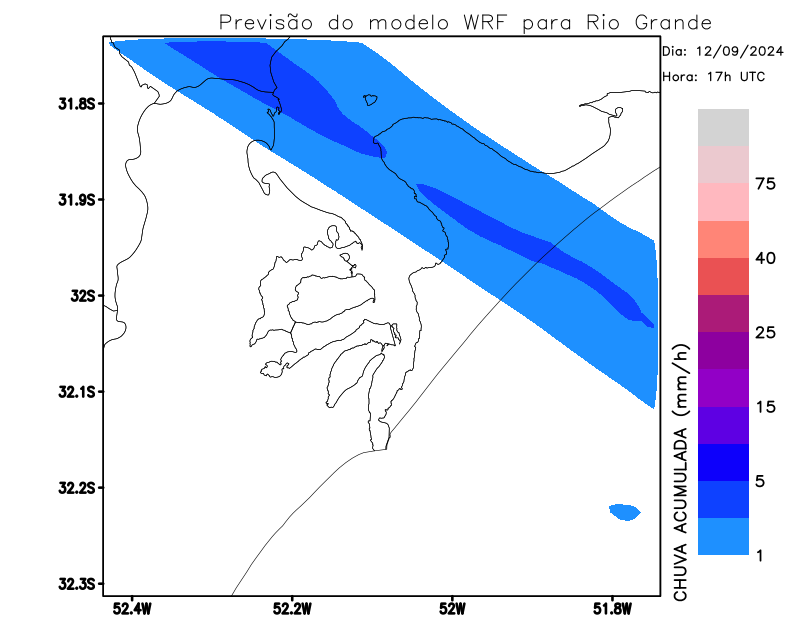 Previsão do modelo WRF para Rio Grande
Dia: 12/09/2024
Hora: 17h UTC
31.8S
31.9S
32S
32.1S
32.2S
32.3S
52.4W
52.2W
52W
51.8W
75
40
25
15
5
1
CHUVA ACUMULADA (mm/h)